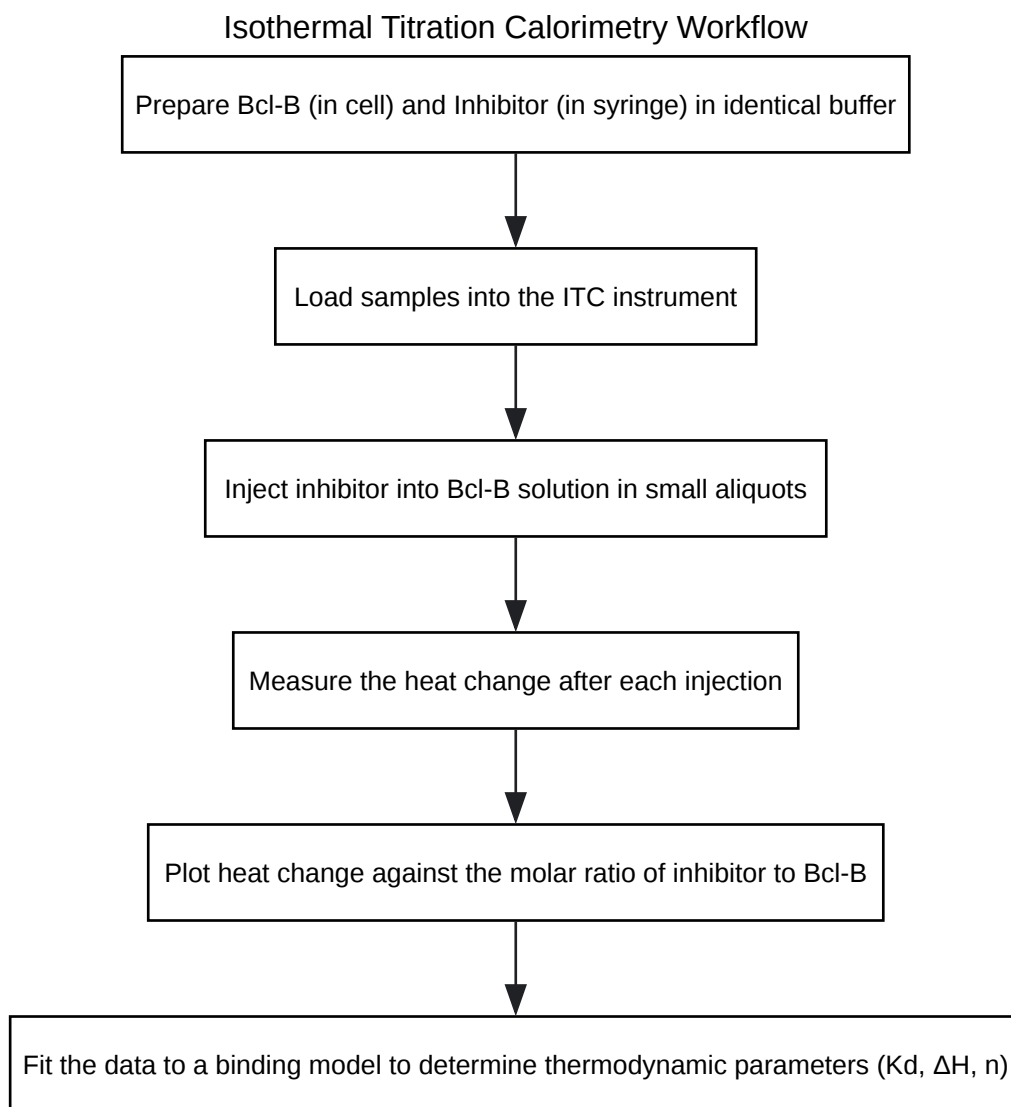 Isothermal Titration Calorimetry Workflow
Prepare Bcl-B (in cell) and Inhibitor (in syringe) in identical buffer
Load samples into the ITC instrument
Inject inhibitor into Bcl-B solution in small aliquots
Measure the heat change after each injection
Plot heat change against the molar ratio of inhibitor to Bcl-B
Fit the data to a binding model to determine thermodynamic parameters (Kd, ΔH, n)